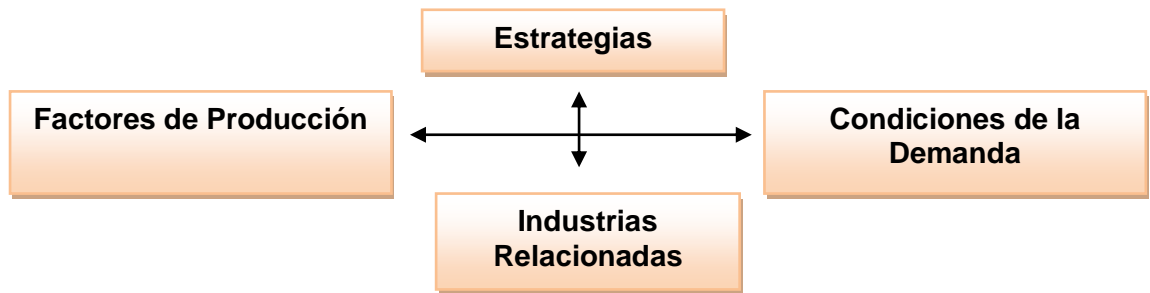 Estrategias
Factores de Producción
Condiciones de la
Demanda
Industrias
Relacionadas